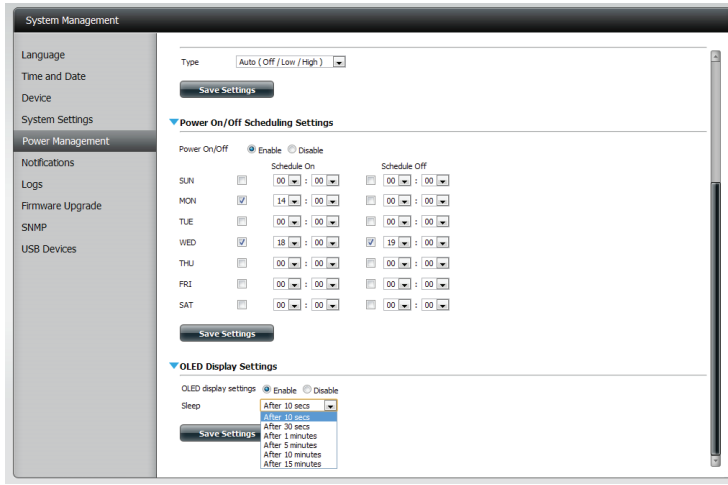 System Management
Language
Time and Date
Device
System Settings
Power Management
Notifications
Logs
Firmware Upgrade
SNMP
USB Devices
Type Auto ( Off / Low / High )
Save Settings
Power On/Off Scheduling Settings
Power On/Off Enable Disable
Schedule On Schedule Off
SUN 00 : 00 00 : 00
MON 14 : 00 00 : 00
TUE 00 : 00 00 : 00
WED 18 : 00 19 : 00
THU 00 : 00 00 : 00
FRI 00 : 00 00 : 00
SAT 00 : 00 00 : 00
Save Settings
OLED Display Settings
OLED display settings Enable Disable
Sleep After 10 secs
After 10 secs
After 30 secs
After 1 minutes
After 5 minutes
After 10 minutes
After 15 minutes
Save Settings